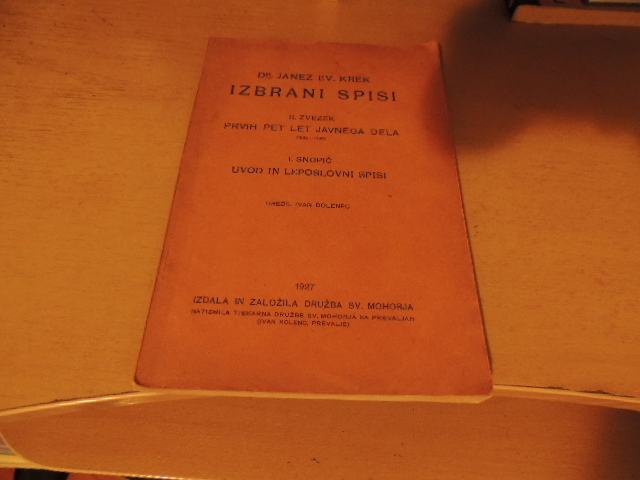 DR. JANEZ EV. KREK
IZBRANI SPISI
II. ZVEZEK
PRVIH PET LET JAVNEGA DELA
I. SNOPIČ
UVOD IN LEPOSLOVNI SPISI
UREDIL IVAN DOLENEC
1927
IZDALA IN ZALOŽILA DRUŽBA SV. MOHORJA
NATISNILA TISKARNA DRUŽBE SV. MOHORJA NA PREVALJAH
(IVAN KOLENC, PREVALJE)